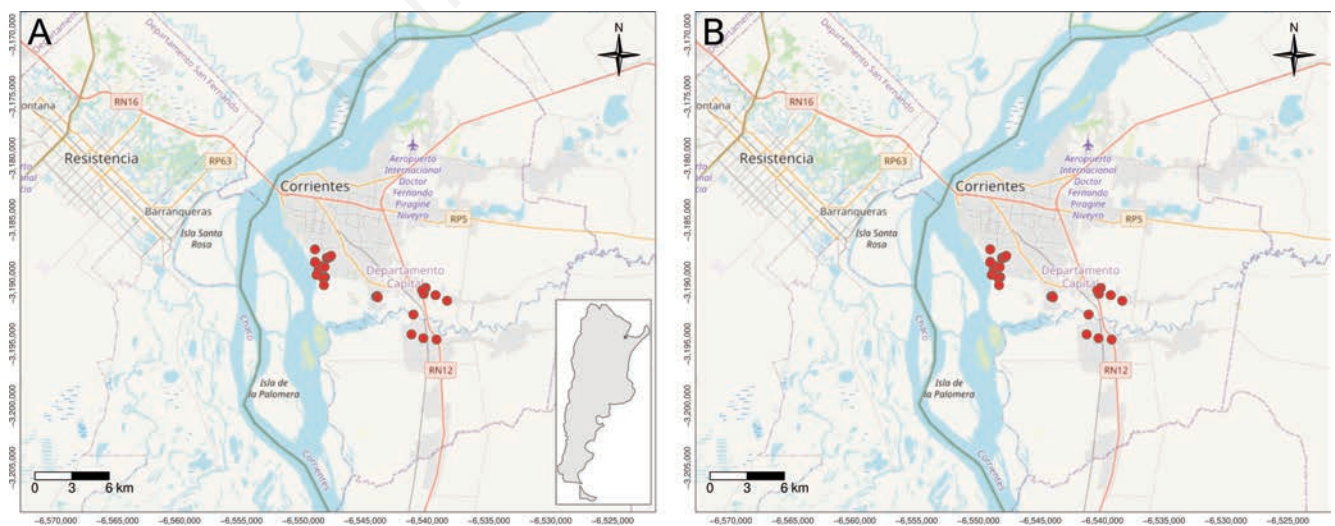 A
N
−3,170,000
−3,175,000
−3,180,000
−3,185,000
−3,190,000
−3,195,000
−3,200,000
−3,205,000
Departamento San Fernando
RN16
Resistencia
RP63
Corrientes
Aeropuerto
Internacional
Doctor
Fernando
Piragine
Niveyro
Barranqueras
Isla Santa
Rosa
RP5
Departamento
Capital
Chaco
RN12
Isla de
la Palomera
Corrientes
0 3 6 km
−6,570,000 −6,565,000 −6,560,000 −6,555,000 −6,550,000 −6,545,000 −6,540,000 −6,535,000 −6,530,000 −6,525,000
B
N
−3,170,000
−3,175,000
−3,180,000
−3,185,000
−3,190,000
−3,195,000
−3,200,000
−3,205,000
Departamento San Fernando
RN16
Resistencia
RP63
Corrientes
Aeropuerto
Internacional
Doctor
Fernando
Piragine
Niveyro
Barranqueras
Isla Santa
Rosa
RP5
Departamento
Capital
Chaco
RN12
Isla de
la Palomera
Corrientes
0 3 6 km
−6,570,000 −6,565,000 −6,560,000 −6,555,000 −6,550,000 −6,545,000 −6,540,000 −6,535,000 −6,530,000 −6,525,000